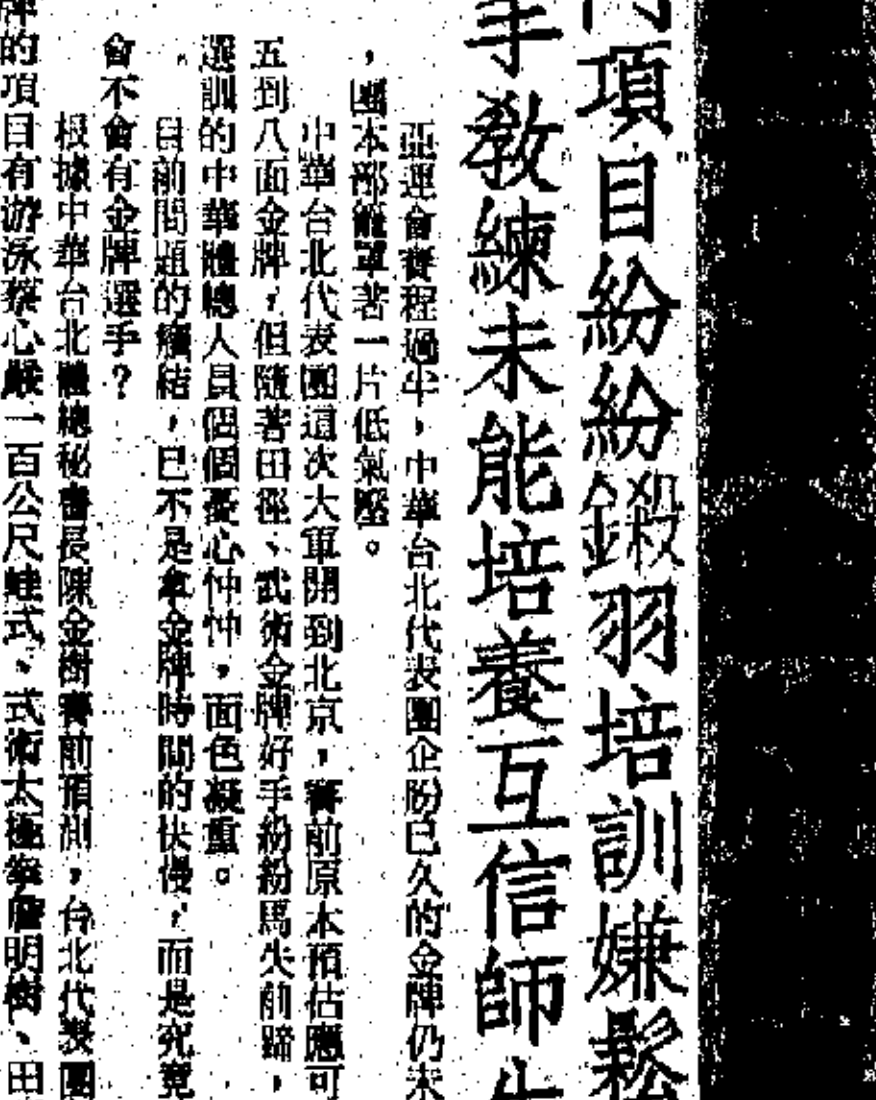 門項目紛紛鎩羽培訓嫌鬆
手教練未能培養互信師生
亞運會賽程過半，中華台北代表團企盼已久的金牌仍未
，團本部籠罩著一片低氣壓。
中華台北代表團這次大軍開到北京，賽前原本預估應可
五到八面金牌，但隨著田徑、武術金牌好手紛紛馬失前蹄，
選訓的中華體總人員個個憂心忡忡，面色凝重。
目前問題的癥結，已不是拿金牌時間的快慢，而是究竟
會不會有金牌選手？
根據中華台北體總秘書長陳金樹賽前預測，台北代表團
牌的項目有游泳蔡心嚴一百公尺蛙式，式術太極拳詹明樹、田